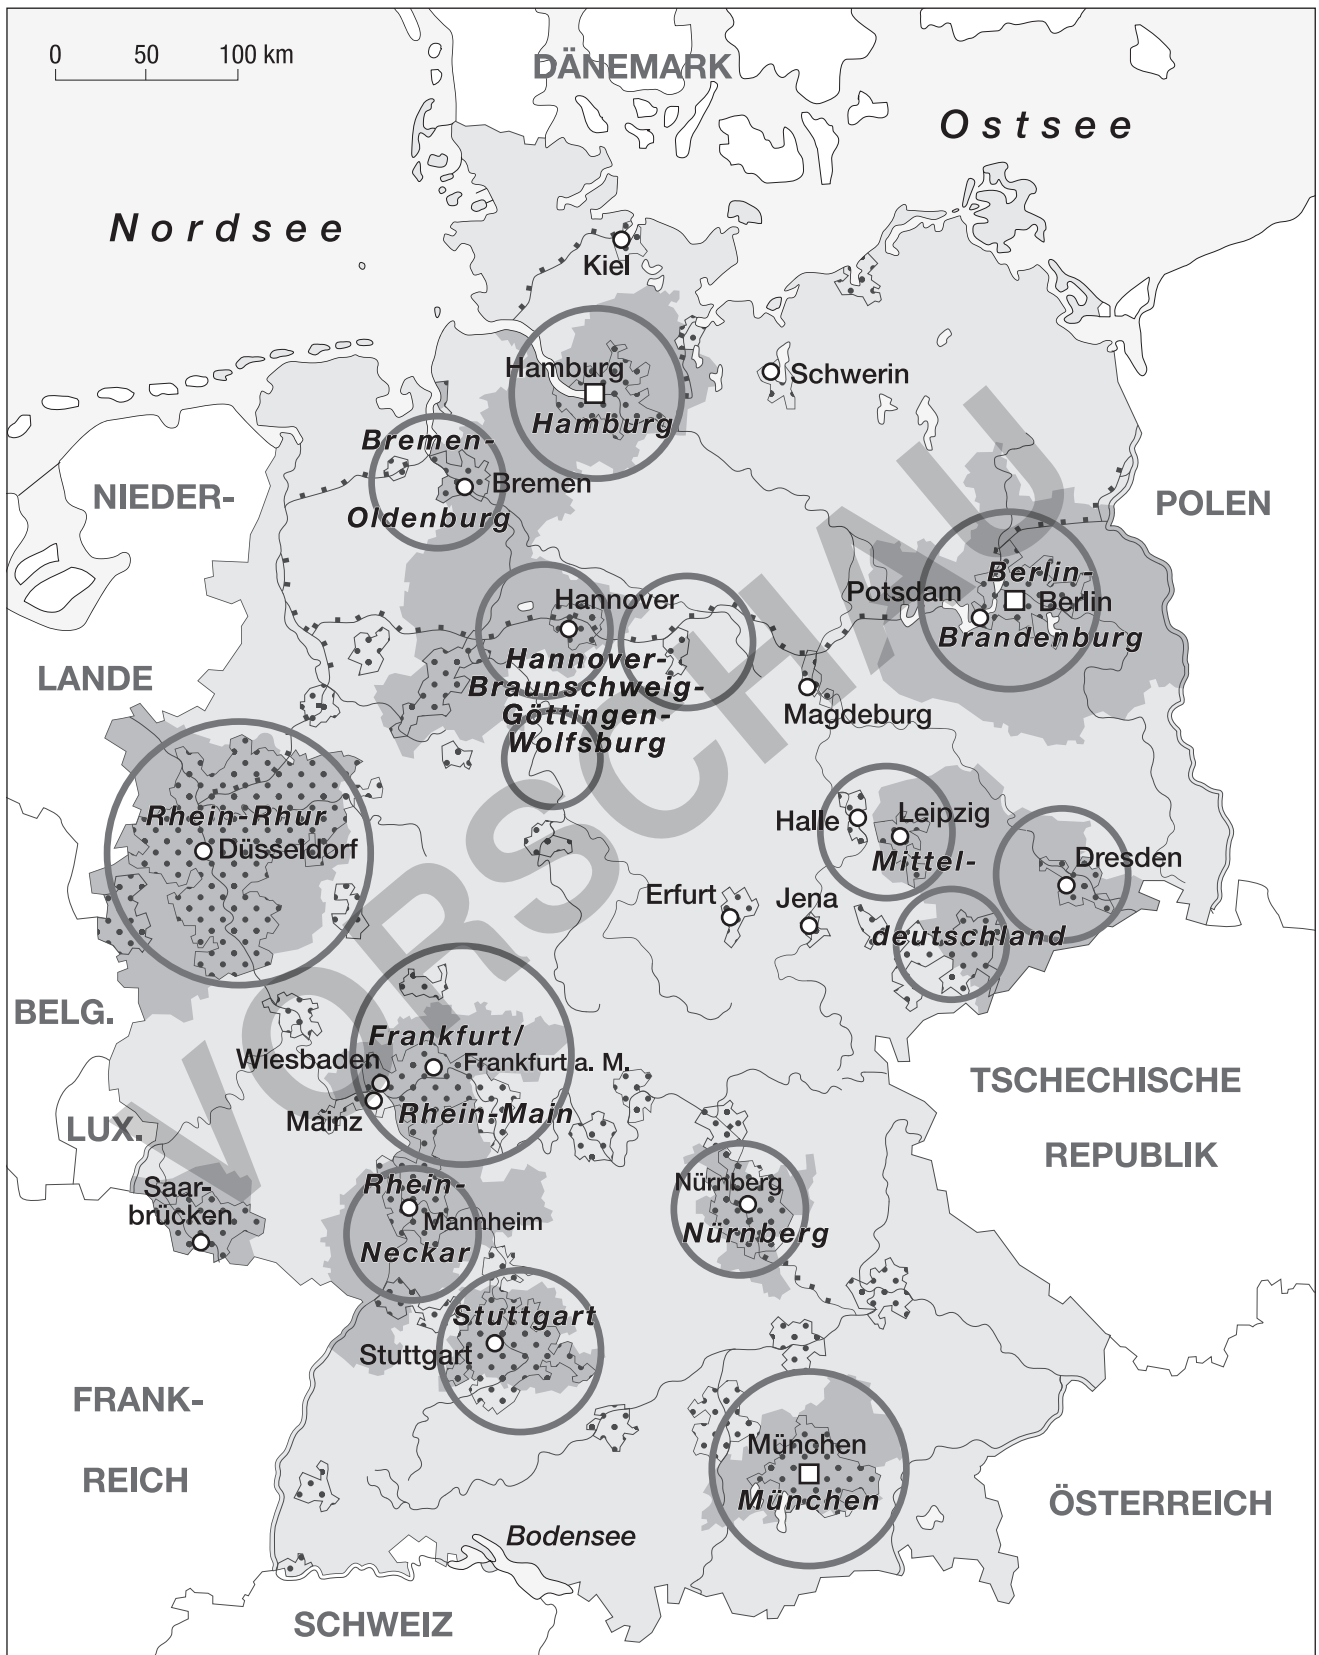 0 50 100 km
DÄNEMARK
Ostsee
Nordsee
Kiel
Hamburg
Schwerin
Hamburg
Bremen-
Bremen
Oldenburg
NIEDER-
POLEN
Berlin-
Potsdam
Berlin
Brandenburg
Hannover
Hannover-
Braunschweig-
Göttingen-
Wolfsburg
LANDE
Magdeburg
Rhein-Rhur
Düsseldorf
Halle
Leipzig
Mittel-
Dresden
Erfurt
Jena
deutschland
BELG.
Frankfurt/
Wiesbaden
Frankfurt a. M.
Mainz
Rhein-Main
TSCHECHISCHE
LUX.
REPUBLIK
Saar-
brücken
Rhein-
Mannheim
Neckar
Nürnberg
Nürnberg
Stuttgart
Stuttgart
FRANK-
REICH
München
München
ÖSTERREICH
Bodensee
SCHWEIZ
VORSCHAU